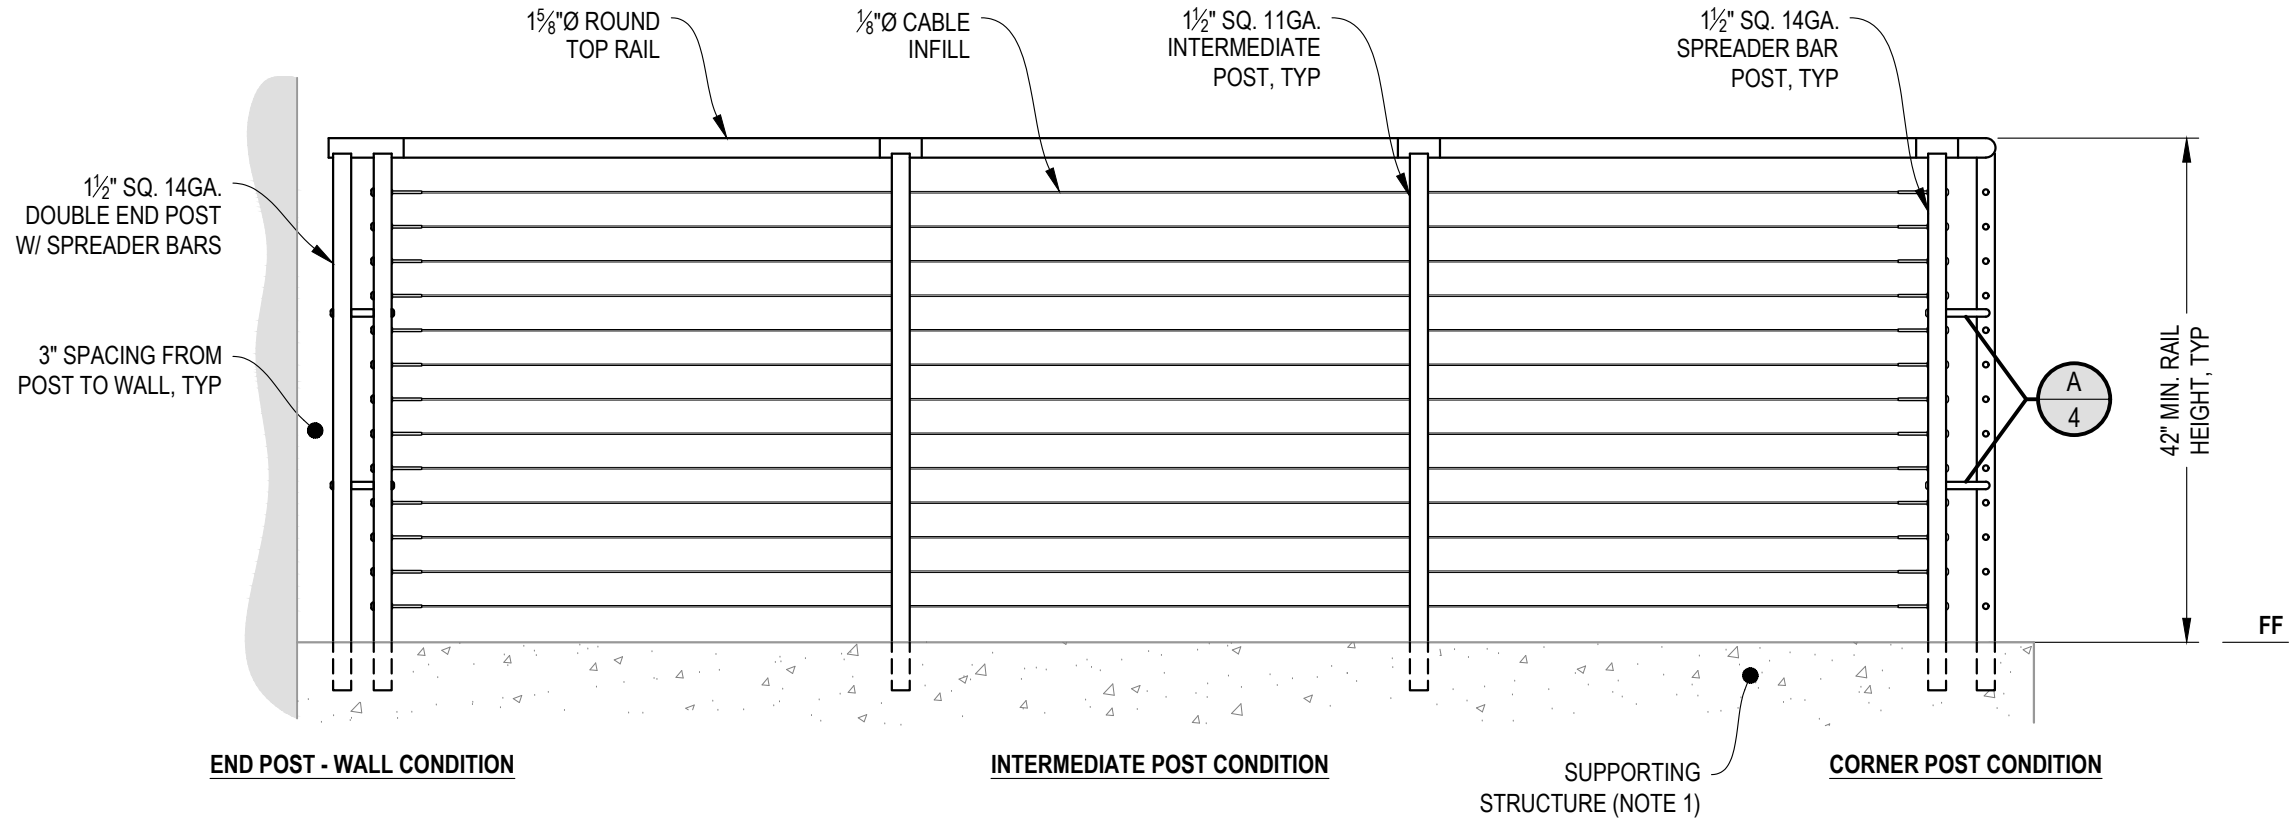 1⅝"Ø ROUND
TOP RAIL
⅛"Ø CABLE
INFILL
1½" SQ. 11GA.
INTERMEDIATE
POST, TYP
1½" SQ. 14GA.
SPREADER BAR
POST, TYP
1½" SQ. 14GA.
DOUBLE END POST
W/ SPREADER BARS
3" SPACING FROM
POST TO WALL, TYP
A
4
42" MIN. RAIL
HEIGHT, TYP
FF
END POST - WALL CONDITION
INTERMEDIATE POST CONDITION
SUPPORTING
STRUCTURE (NOTE 1)
CORNER POST CONDITION